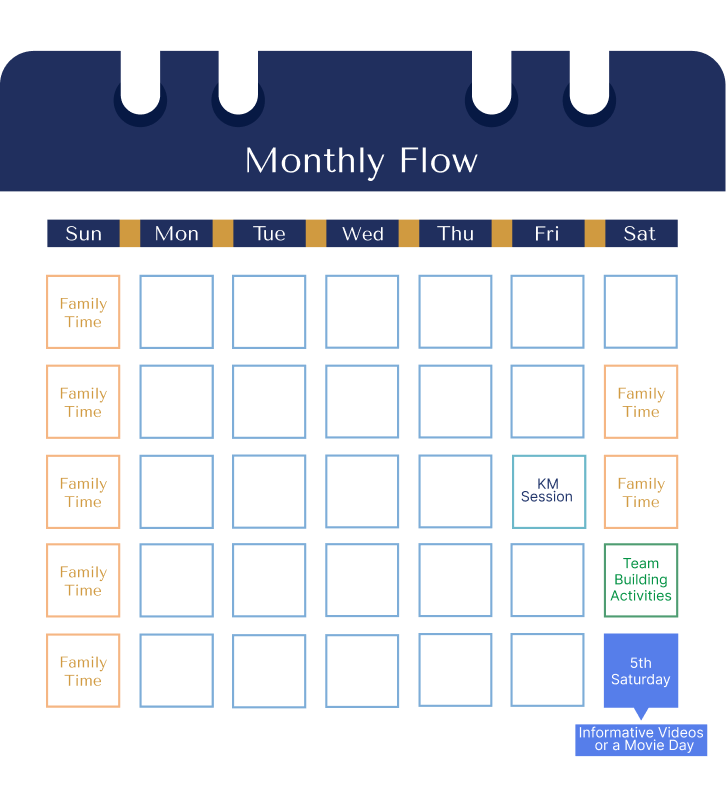 Monthly Flow
Sun Mon Tue Wed Thu Fri Sat
Family
Time
Family
Time
Family
Time
Family
Time
KM
Session
Family
Time
Family
Time
Team
Building
Activities
Family
Time
5th
Saturday
Informative Videos
or a Movie Day